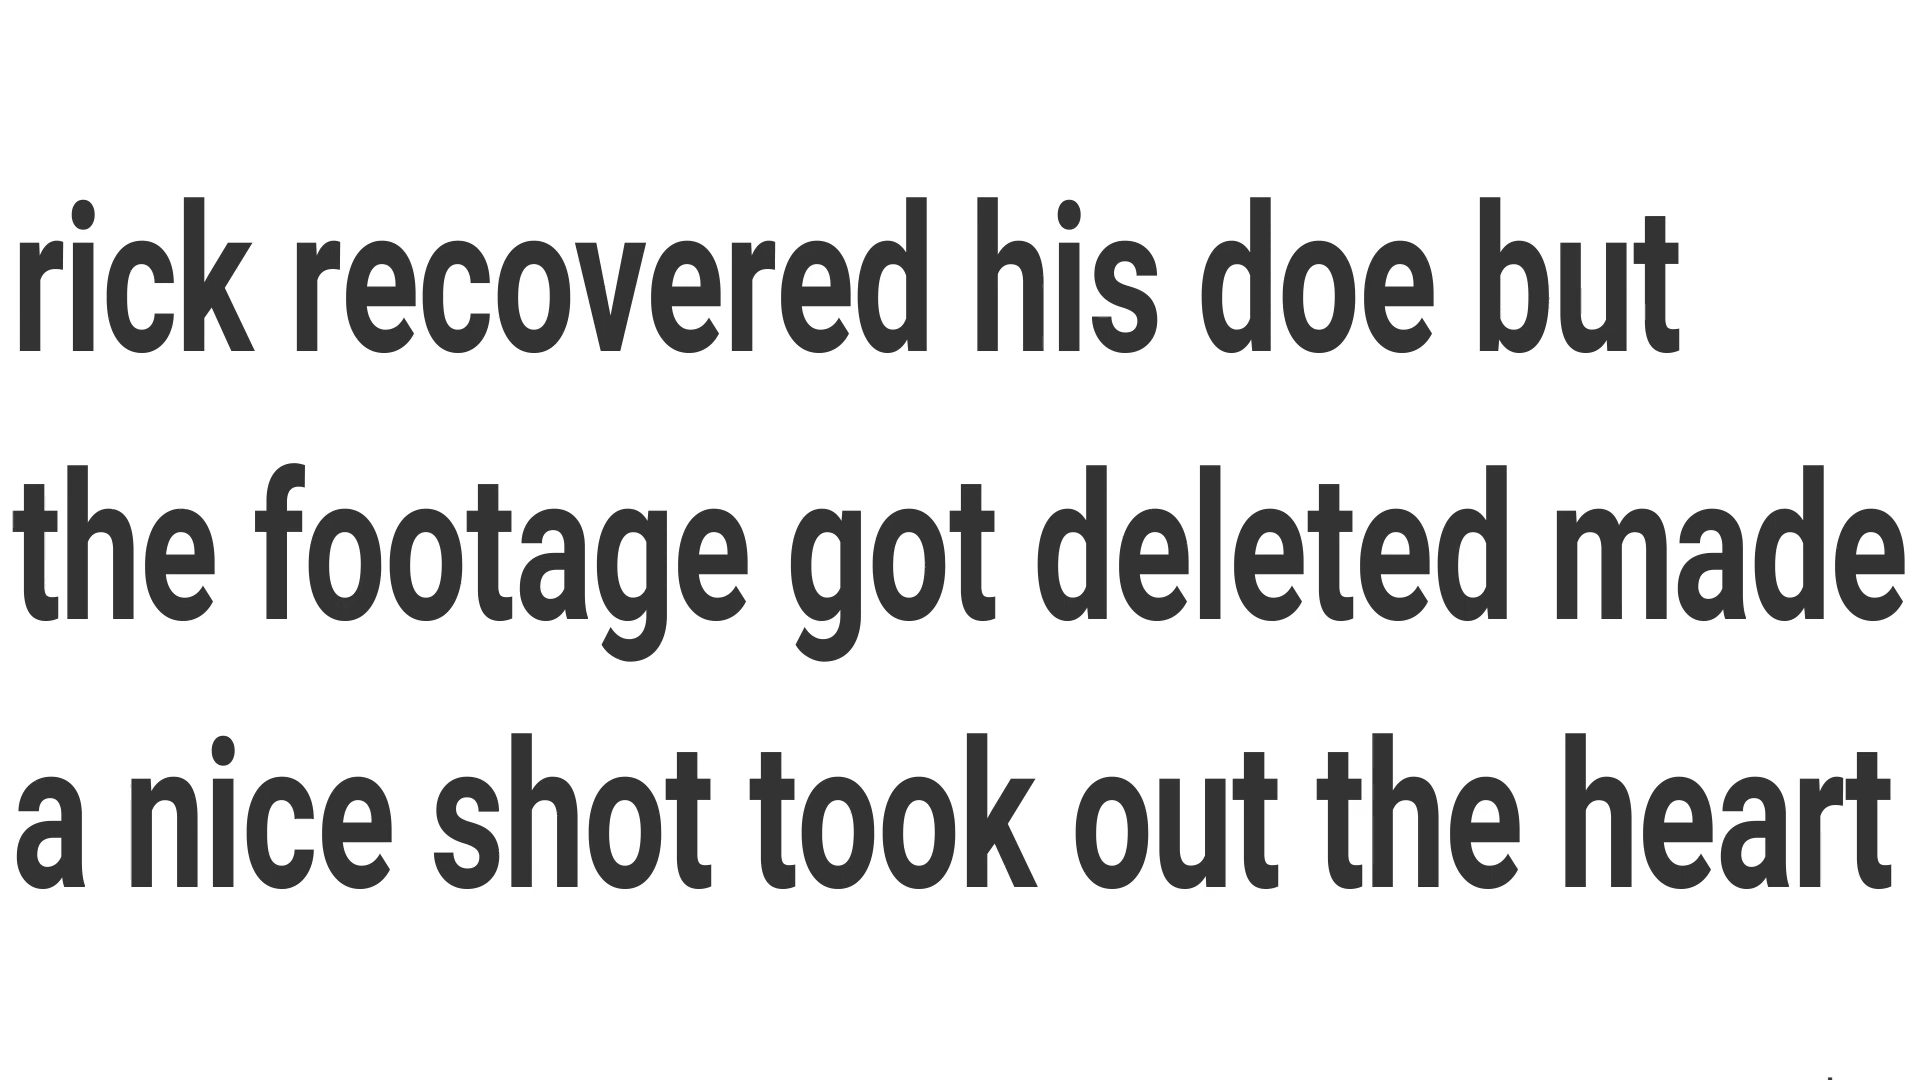 rick recovered his doe but
the footage got deleted made
a nice shot took out the heart